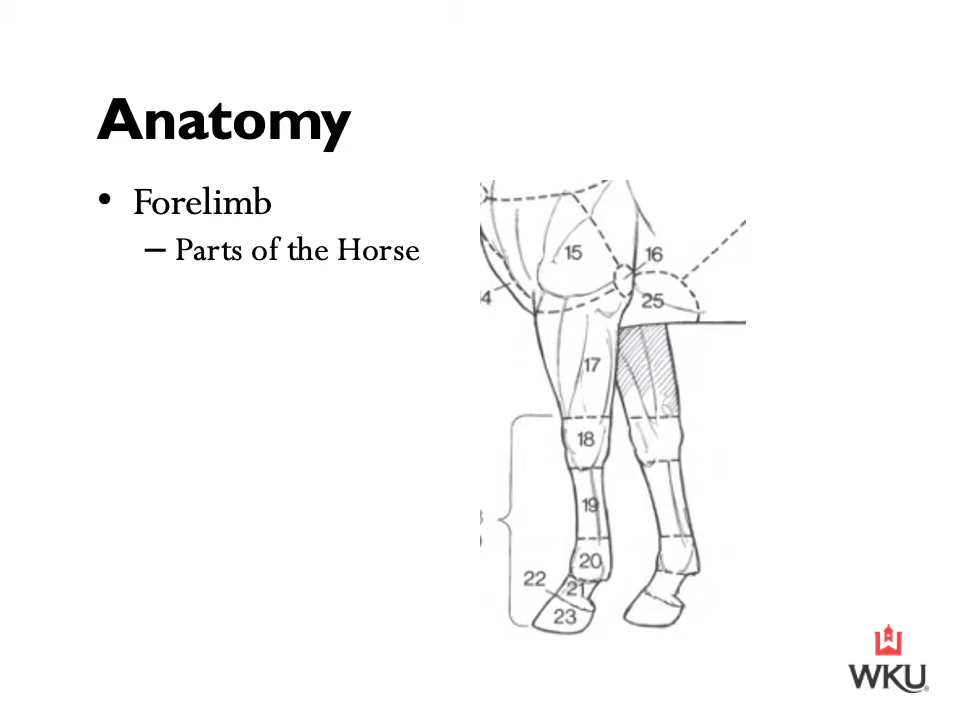 Anatomy
• Forelimb
– Parts of the Horse
15
16
4
25
17
18
19
20
22
21
23
WKU®